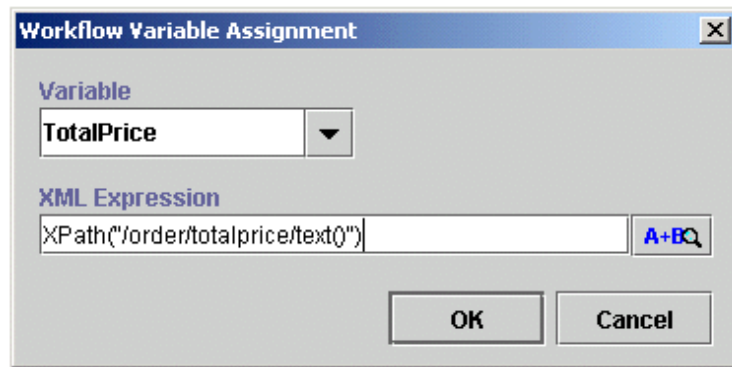 Workflow Variable Assignment
Variable
TotalPrice
XML Expression
XPath("/order/totalprice/text()")
A+B
OK
Cancel